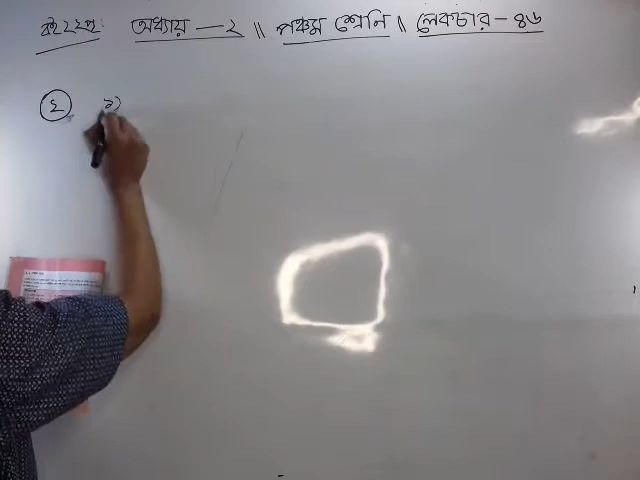 অধ্যায় — ২ || পঞ্চম শ্রেনি || লেকচার - ৪৬
২ ১)